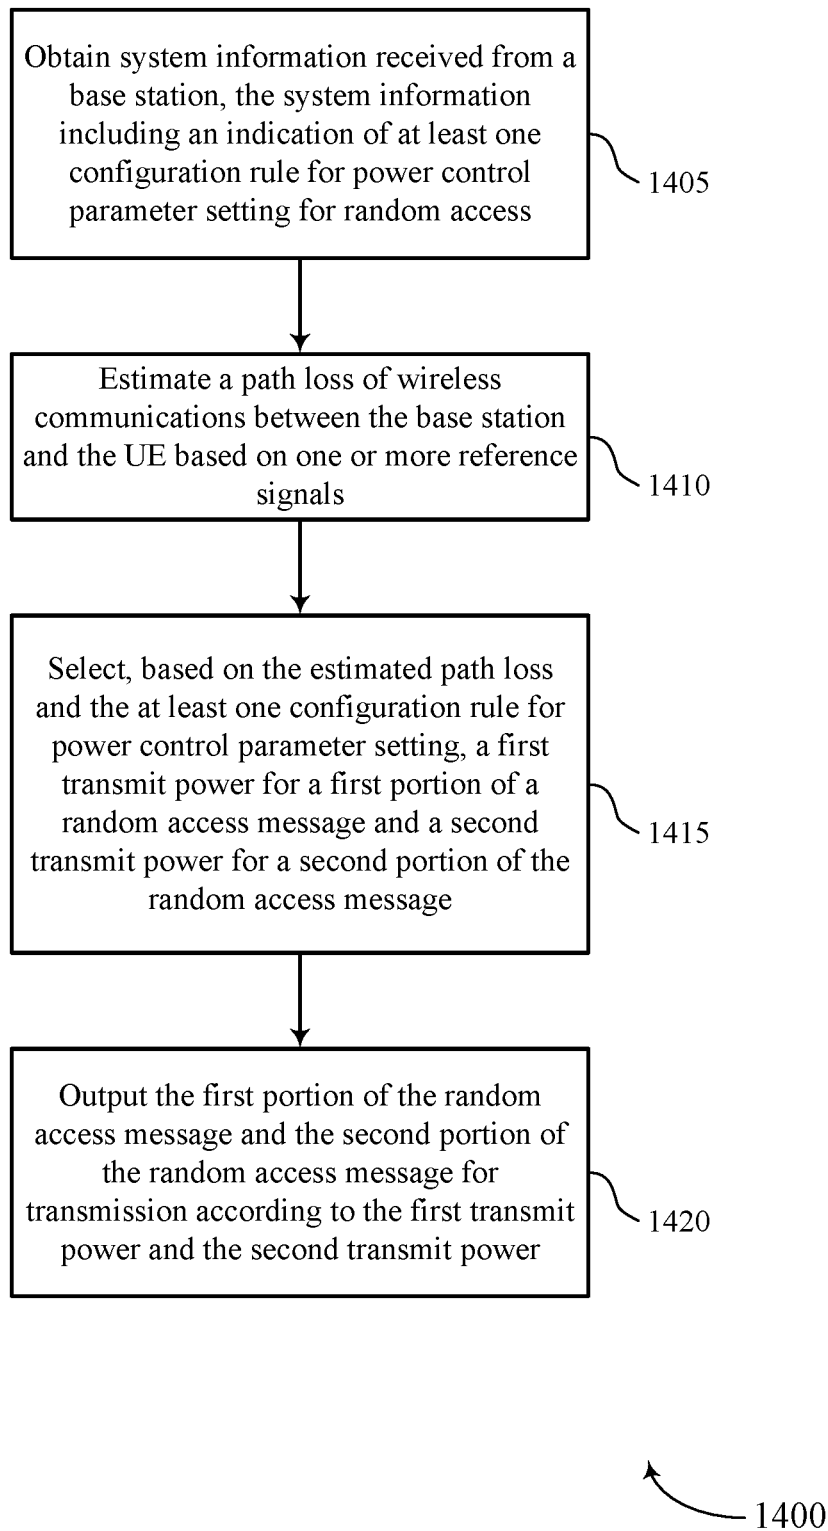 Obtain system information received from a
base station, the system information
including an indication of at least one
configuration rule for power control
parameter setting for random access
1405
Estimate a path loss of wireless
communications between the base station
and the UE based on one or more reference
signals
1410
Select, based on the estimated path loss
and the at least one configuration rule for
power control parameter setting, a first
transmit power for a first portion of a
random access message and a second
transmit power for a second portion of the
random access message
1415
Output the first portion of the random
access message and the second portion of
the random access message for
transmission according to the first transmit
power and the second transmit power
1420
1400